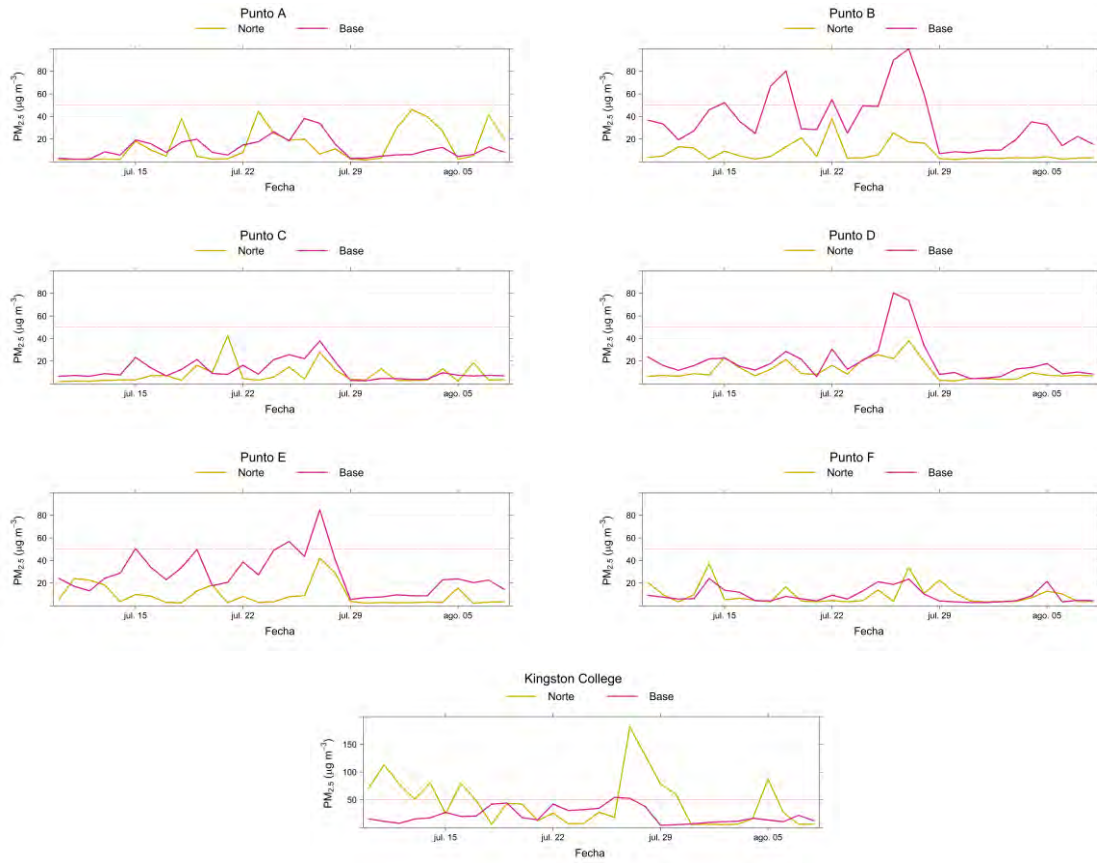 Punto A
Norte Base
PM2.5 (µg m−3)
80
60
40
20
jul. 15 jul. 22 jul. 29 ago. 05
Fecha
Punto B
Norte Base
PM2.5 (µg m−3)
80
60
40
20
jul. 15 jul. 22 jul. 29 ago. 05
Fecha
Punto C
Norte Base
PM2.5 (µg m−3)
80
60
40
20
jul. 15 jul. 22 jul. 29 ago. 05
Fecha
Punto D
Norte Base
PM2.5 (µg m−3)
80
60
40
20
jul. 15 jul. 22 jul. 29 ago. 05
Fecha
Punto E
Norte Base
PM2.5 (µg m−3)
80
60
40
20
jul. 15 jul. 22 jul. 29 ago. 05
Fecha
Punto F
Norte Base
PM2.5 (µg m−3)
80
60
40
20
jul. 15 jul. 22 jul. 29 ago. 05
Fecha
Kingston College
Norte Base
PM2.5 (µg m−3)
150
100
50
jul. 15 jul. 22 jul. 29 ago. 05
Fecha